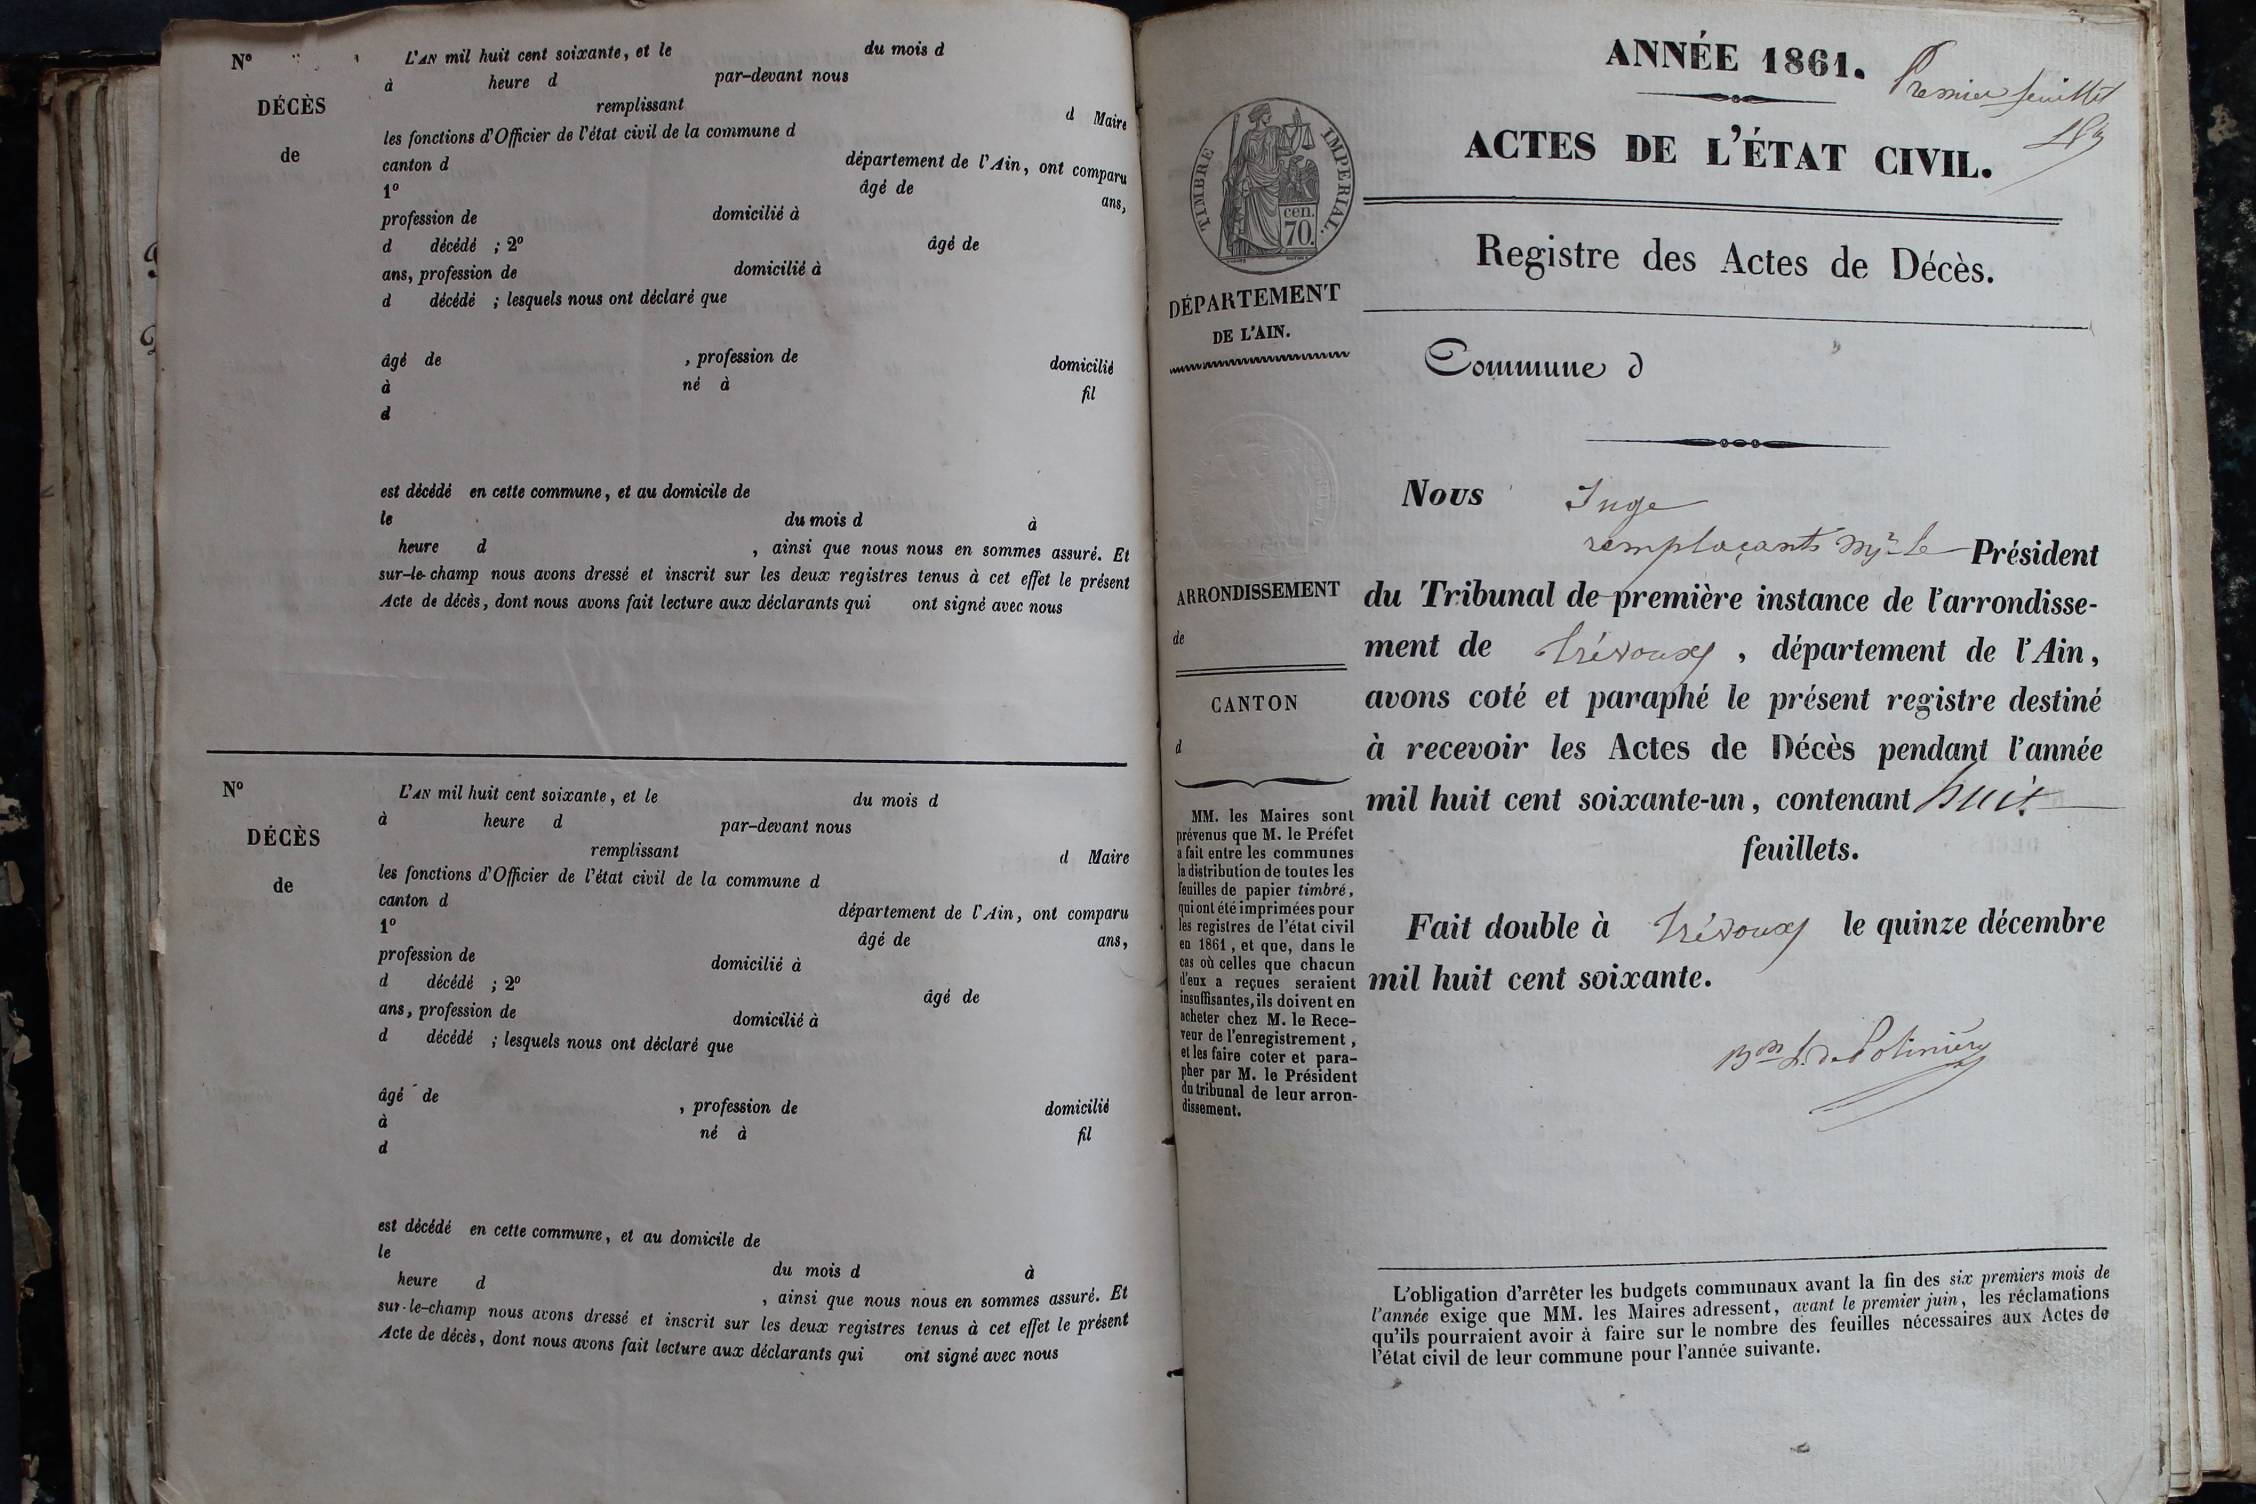 N° L'AN mil huit cent soixante, et le du mois d
à heure d par-devant nous
DÉCÈS remplissant d Maire
les fonctions d'Officier de l'état civil de la commune d
de canton d département de l'Ain, ont comparu
1° âgé de ans,
profession de domicilié à
d décédé ; 2° âgé de
ans, profession de domicilié à
d décédé ; lesquels nous ont déclaré que
âgé de , profession de domicilié
à né à fil
d
est décédé en cette commune, et au domicile de
le du mois d à
heure d , ainsi que nous nous en sommes assuré. Et
sur-le-champ nous avons dressé et inscrit sur les deux registres tenus à cet effet le présent
Acte de décès, dont nous avons fait lecture aux déclarants qui ont signé avec nous
N° L'AN mil huit cent soixante, et le du mois d
à heure d par-devant nous
DÉCÈS remplissant d Maire
les fonctions d'Officier de l'état civil de la commune d
de canton d département de l'Ain, ont comparu
1° âgé de ans,
profession de domicilié à
d décédé ; 2° âgé de
ans, profession de domicilié à
d décédé ; lesquels nous ont déclaré que
âgé de , profession de domicilié
à né à fil
d
est décédé en cette commune, et au domicile de
le du mois d à
heure d , ainsi que nous nous en sommes assuré. Et
sur-le-champ nous avons dressé et inscrit sur les deux registres tenus à cet effet le présent
Acte de décès, dont nous avons fait lecture aux déclarants qui ont signé avec nous
ANNÉE 1861.
Premier feuillet
ACTES DE L'ÉTAT CIVIL.
Registre des Actes de Décès.
Commune d
TIMBRE IMPERIAL.
cen.
70.
DÉPARTEMENT
DE L'AIN.
ARRONDISSEMENT
de
CANTON
d
MM. les Maires sont
prévenus que M. le Préfet
a fait entre les communes
la distribution de toutes les
feuilles de papier timbré,
qui ont été imprimées pour
les registres de l'état civil
en 1861, et que, dans le
cas où celles que chacun
d'eux a reçues seraient
insuffisantes, ils doivent en
acheter chez M. le Rece-
veur de l'enregistrement,
et les faire coter et para-
pher par M. le Président
du tribunal de leur arron-
dissement.
Nous Juge
remplaçants Mr le Président
du Tribunal de première instance de l'arrondisse-
ment de Trévoux, département de l'Ain,
avons coté et paraphé le présent registre destiné
à recevoir les Actes de Décès pendant l'année
mil huit cent soixante-un, contenant huit
feuillets.
Fait double à Trévoux le quinze décembre
mil huit cent soixante.
Bon L. de Polinière
L'obligation d'arrêter les budgets communaux avant la fin des six premiers mois de
l'année exige que MM. les Maires adressent, avant le premier juin, les réclamations
qu'ils pourraient avoir à faire sur le nombre des feuilles nécessaires aux Actes de
l'état civil de leur commune pour l'année suivante.